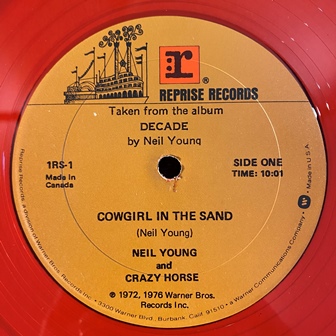 r
®
REPRISE RECORDS
Taken from the album
DECADE
by Neil Young
1RS-1
Made In
Canada
SIDE ONE
TIME: 10:01
COWGIRL IN THE SAND
(Neil Young)
NEIL YOUNG
and
CRAZY HORSE
℗ 1972, 1976 Warner Bros.
Records Inc.
Reprise Records, a division of Warner Bros. Records Inc. • 3300 Warner Blvd., Burbank, Calif. 91510 • a Warner Communications Company • W • Made in U.S.A.